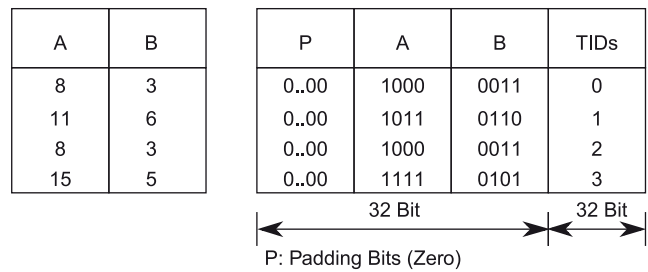 A B P A B TIDs
8 3 0..00 1000 0011 0
11 6 0..00 1011 0110 1
8 3 0..00 1000 0011 2
15 5 0..00 1111 0101 3
32 Bit 32 Bit
P: Padding Bits (Zero)